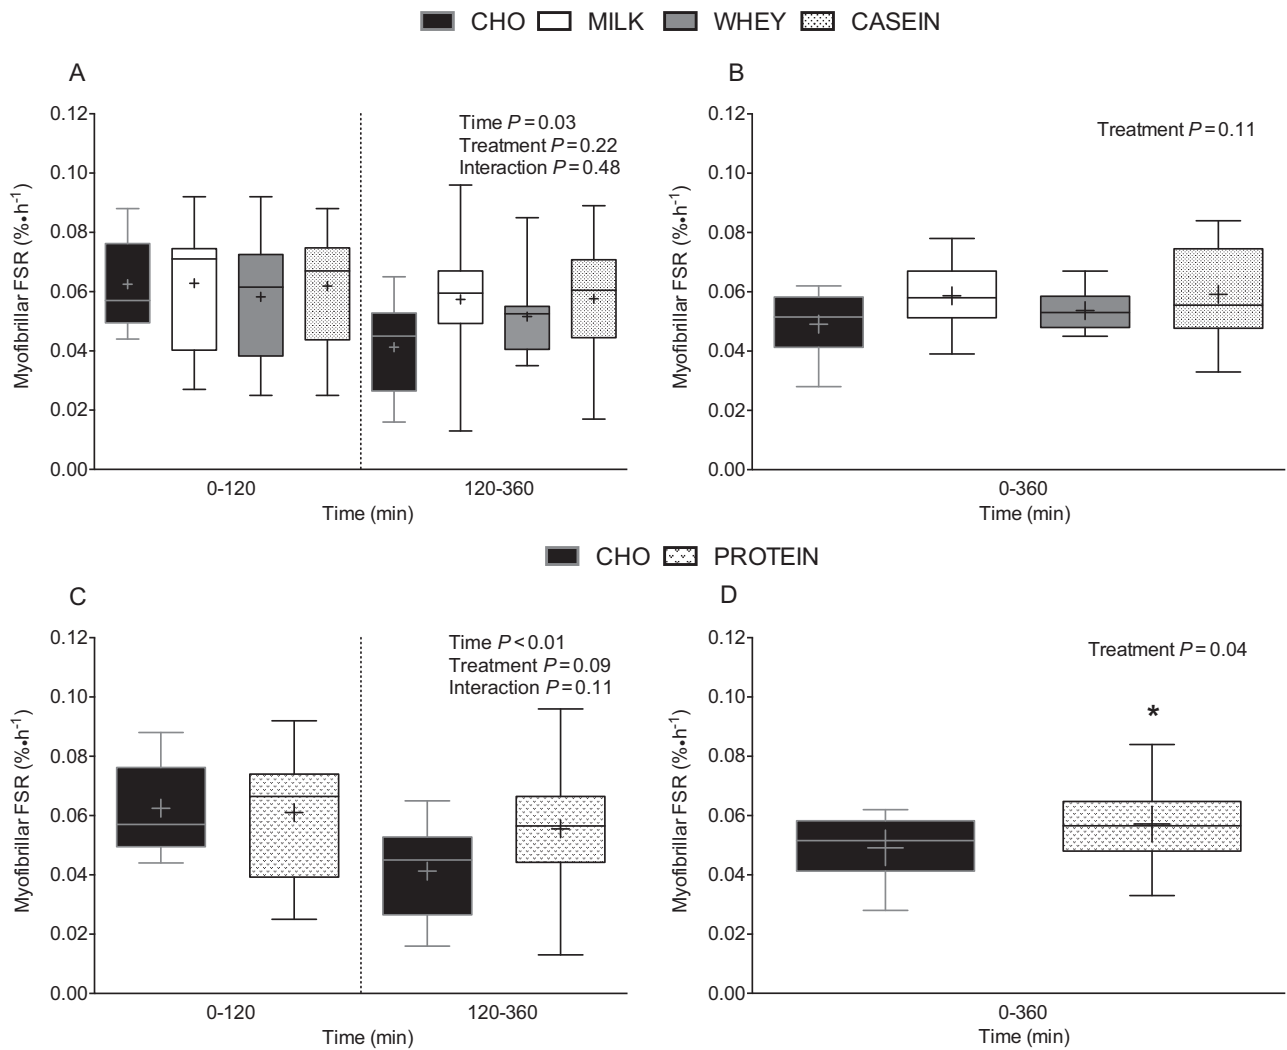 CHO MILK WHEY CASEIN
A
0.12
0.10
0.08
0.06
0.04
0.02
0.00
Myofibrillar FSR (%•h-1)
Time P=0.03
Treatment P=0.22
Interaction P=0.48
0-120 120-360
Time (min)
B
0.12
0.10
0.08
0.06
0.04
0.02
0.00
Myofibrillar FSR (%•h-1)
Treatment P=0.11
0-360
Time (min)
CHO PROTEIN
C
0.12
0.10
0.08
0.06
0.04
0.02
0.00
Myofibrillar FSR (%•h-1)
Time P<0.01
Treatment P=0.09
Interaction P=0.11
0-120 120-360
Time (min)
D
0.12
0.10
0.08
0.06
0.04
0.02
0.00
Myofibrillar FSR (%•h-1)
Treatment P=0.04
*
0-360
Time (min)